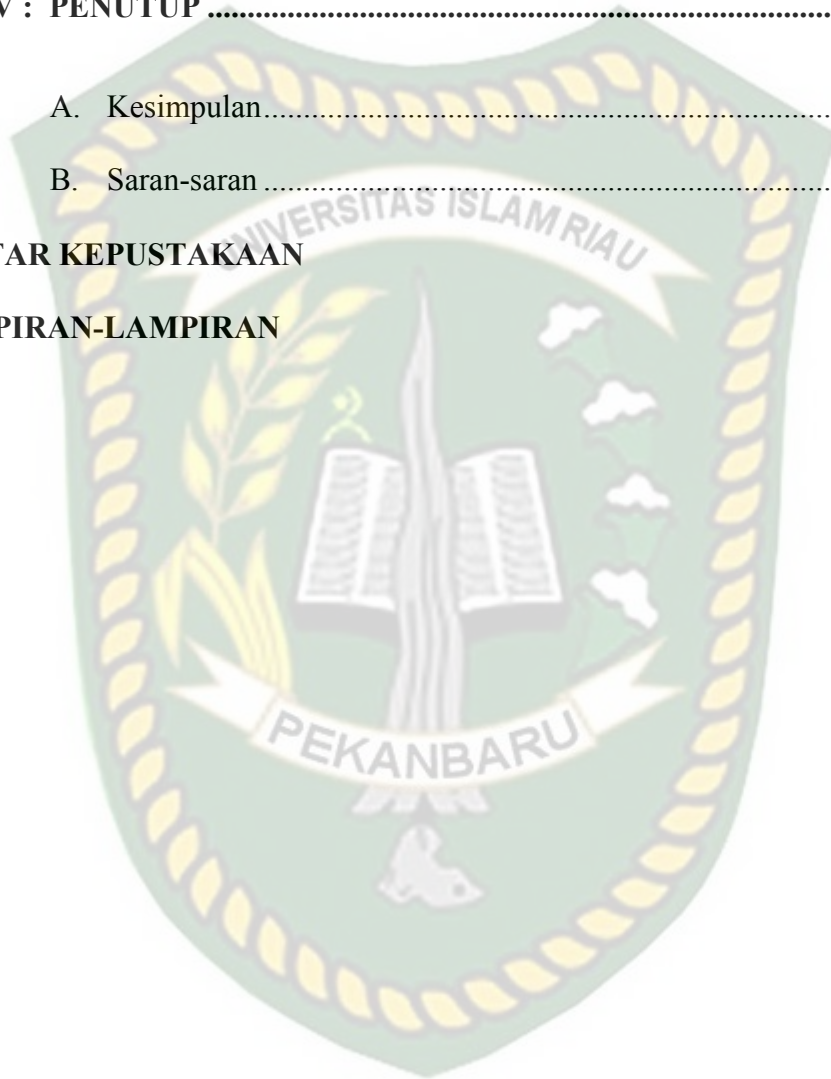 V : PENUTUP ................................................................................
A. Kesimpulan............................................................
B. Saran-saran ............................................................
UNIVERSITAS ISLAM RIAU
TAR KEPUSTAKAAN
PIRAN-LAMPIRAN
PEKANBARU